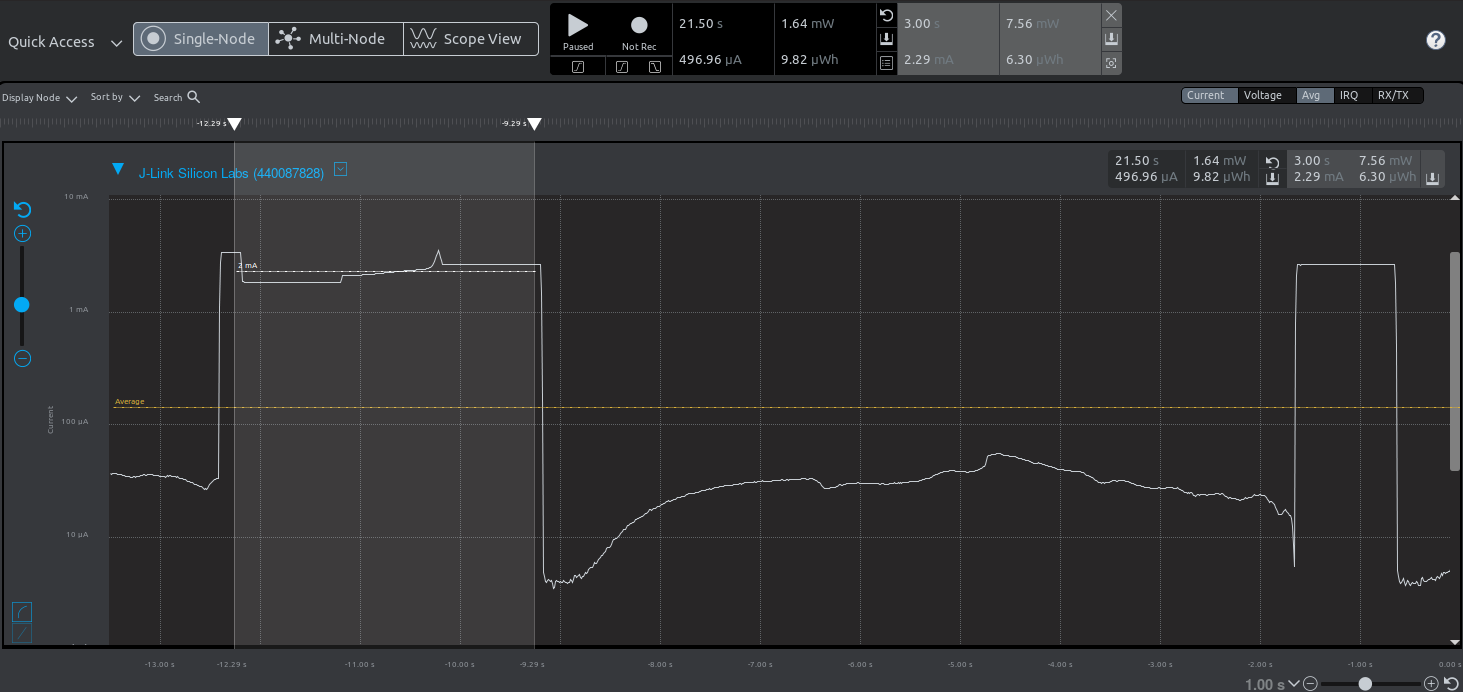 Quick Access
Single-Node
Multi-Node
Scope View
Paused
Not Rec
21.50 s
496.96 µA
1.64 mW
9.82 µWh
3.00 s
2.29 mA
7.56 mW
6.30 µWh
?
Display Node
Sort by
Search
Current
Voltage
Avg
IRQ
RX/TX
-12.29 s
-9.29 s
J-Link Silicon Labs (440087828)
21.50 s 1.64 mW 3.00 s 7.56 mW
496.96 µA 9.82 µWh 2.29 mA 6.30 µWh
10 mA
2 mA
1 mA
Average
100 µA
Current
10 µA
-13.00 s -12.29 s -11.00 s -10.00 s -9.29 s -8.00 s -7.00 s -6.00 s -5.00 s -4.00 s -3.00 s -2.00 s -1.00 s 0.00 s
1.00 s